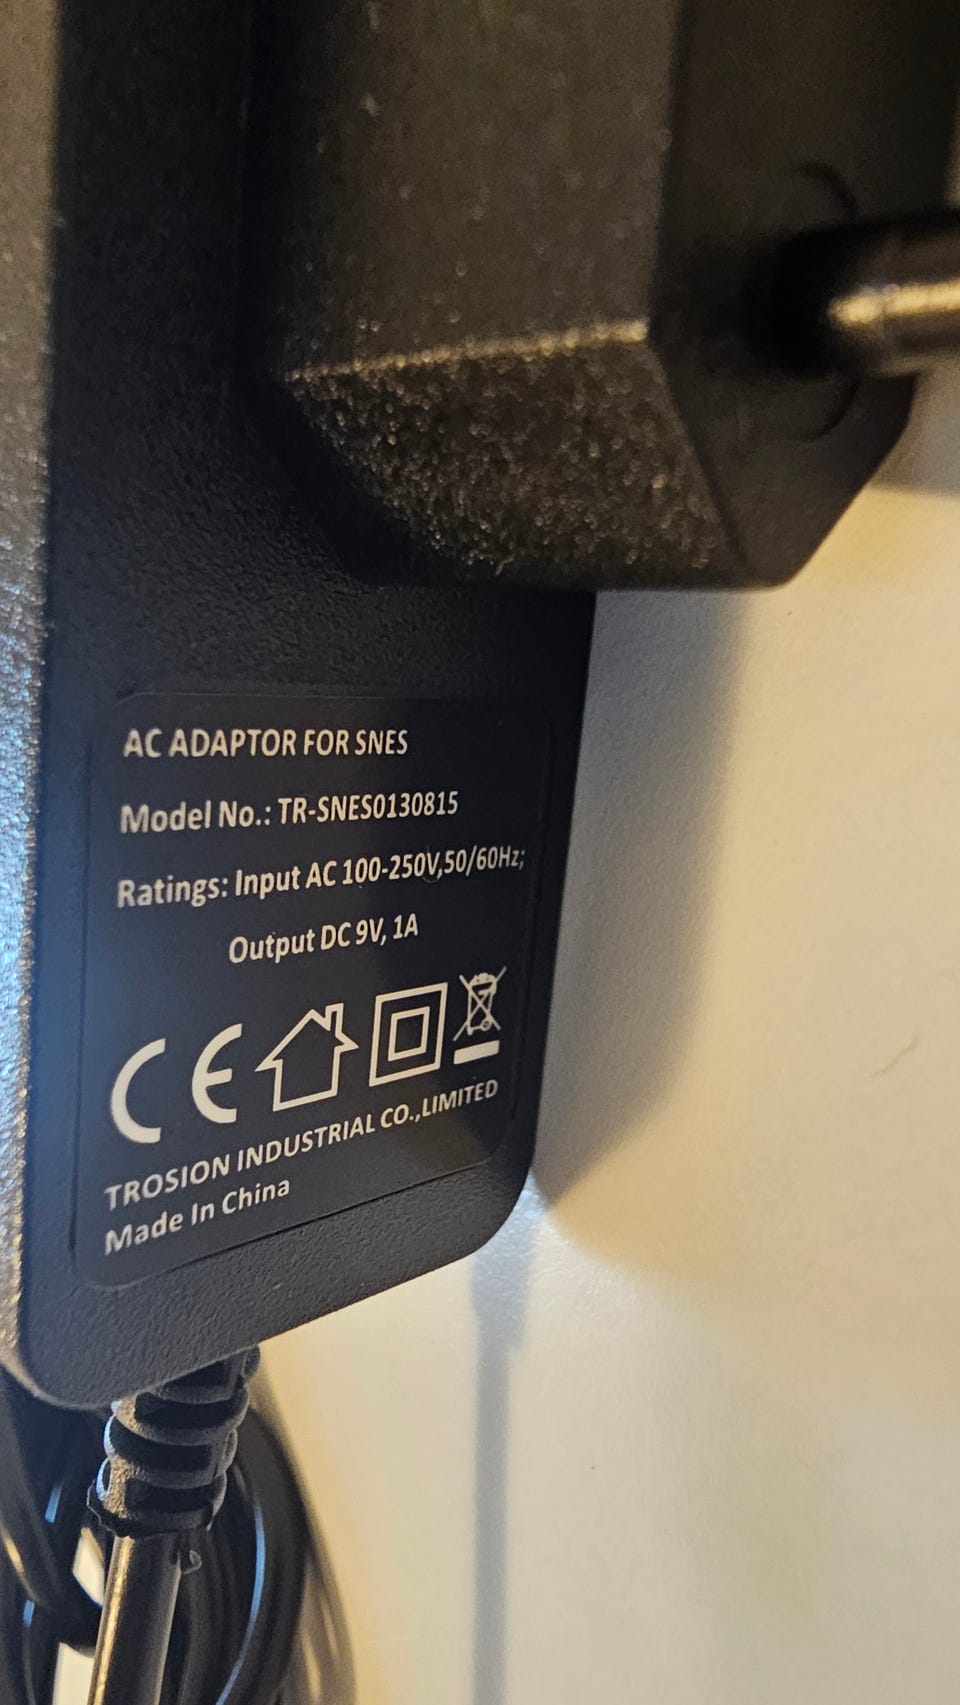 AC ADAPTOR FOR SNES
Model No.: TR-SNES0130815
Ratings: Input AC 100-250V,50/60Hz;
Output DC 9V, 1A
CE
TROSION INDUSTRIAL CO.,LIMITED
Made In China